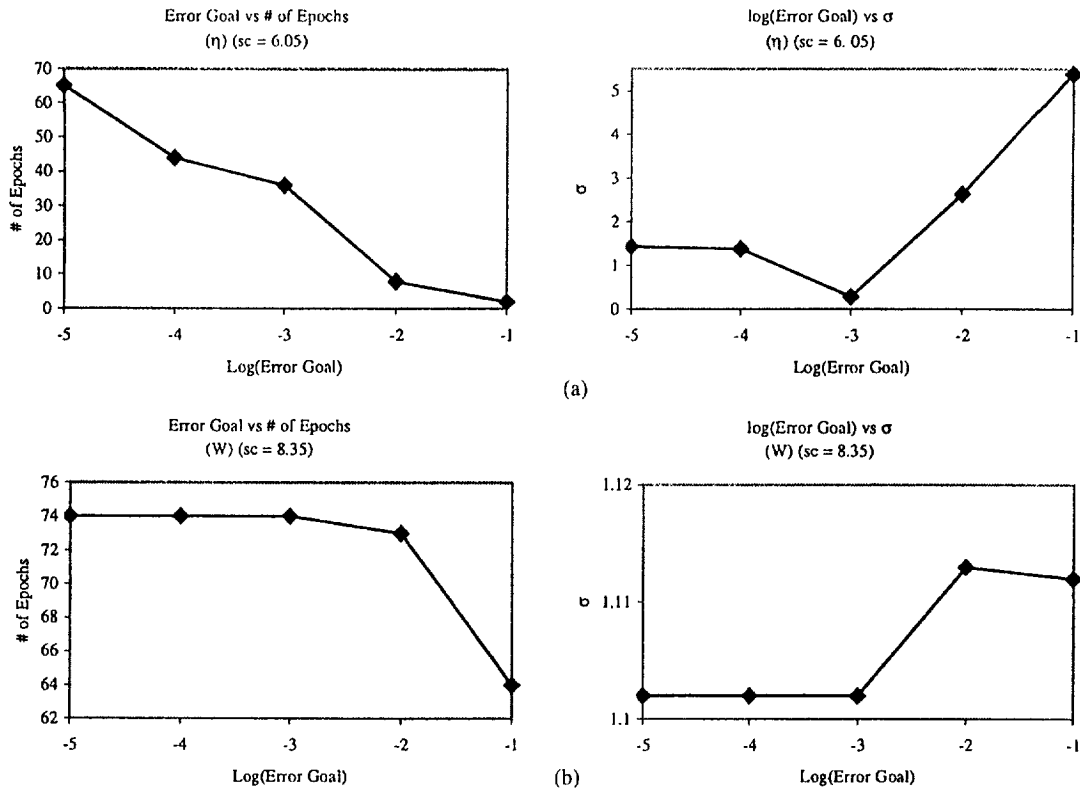 Error Goal vs # of Epochs
(η) (sc = 6.05)
70
60
50
40
30
20
10
0
# of Epochs
-5 -4 -3 -2 -1
Log(Error Goal)
log(Error Goal) vs σ
(η) (sc = 6. 05)
5
4
3
2
1
0
σ
-5 -4 -3 -2 -1
Log(Error Goal)
(a)
Error Goal vs # of Epochs
(W) (sc = 8.35)
76
74
72
70
68
66
64
62
# of Epochs
-5 -4 -3 -2 -1
Log(Error Goal)
log(Error Goal) vs σ
(W) (sc = 8.35)
1.12
1.11
1.1
σ
-5 -4 -3 -2 -1
Log(Error Goal)
(b)